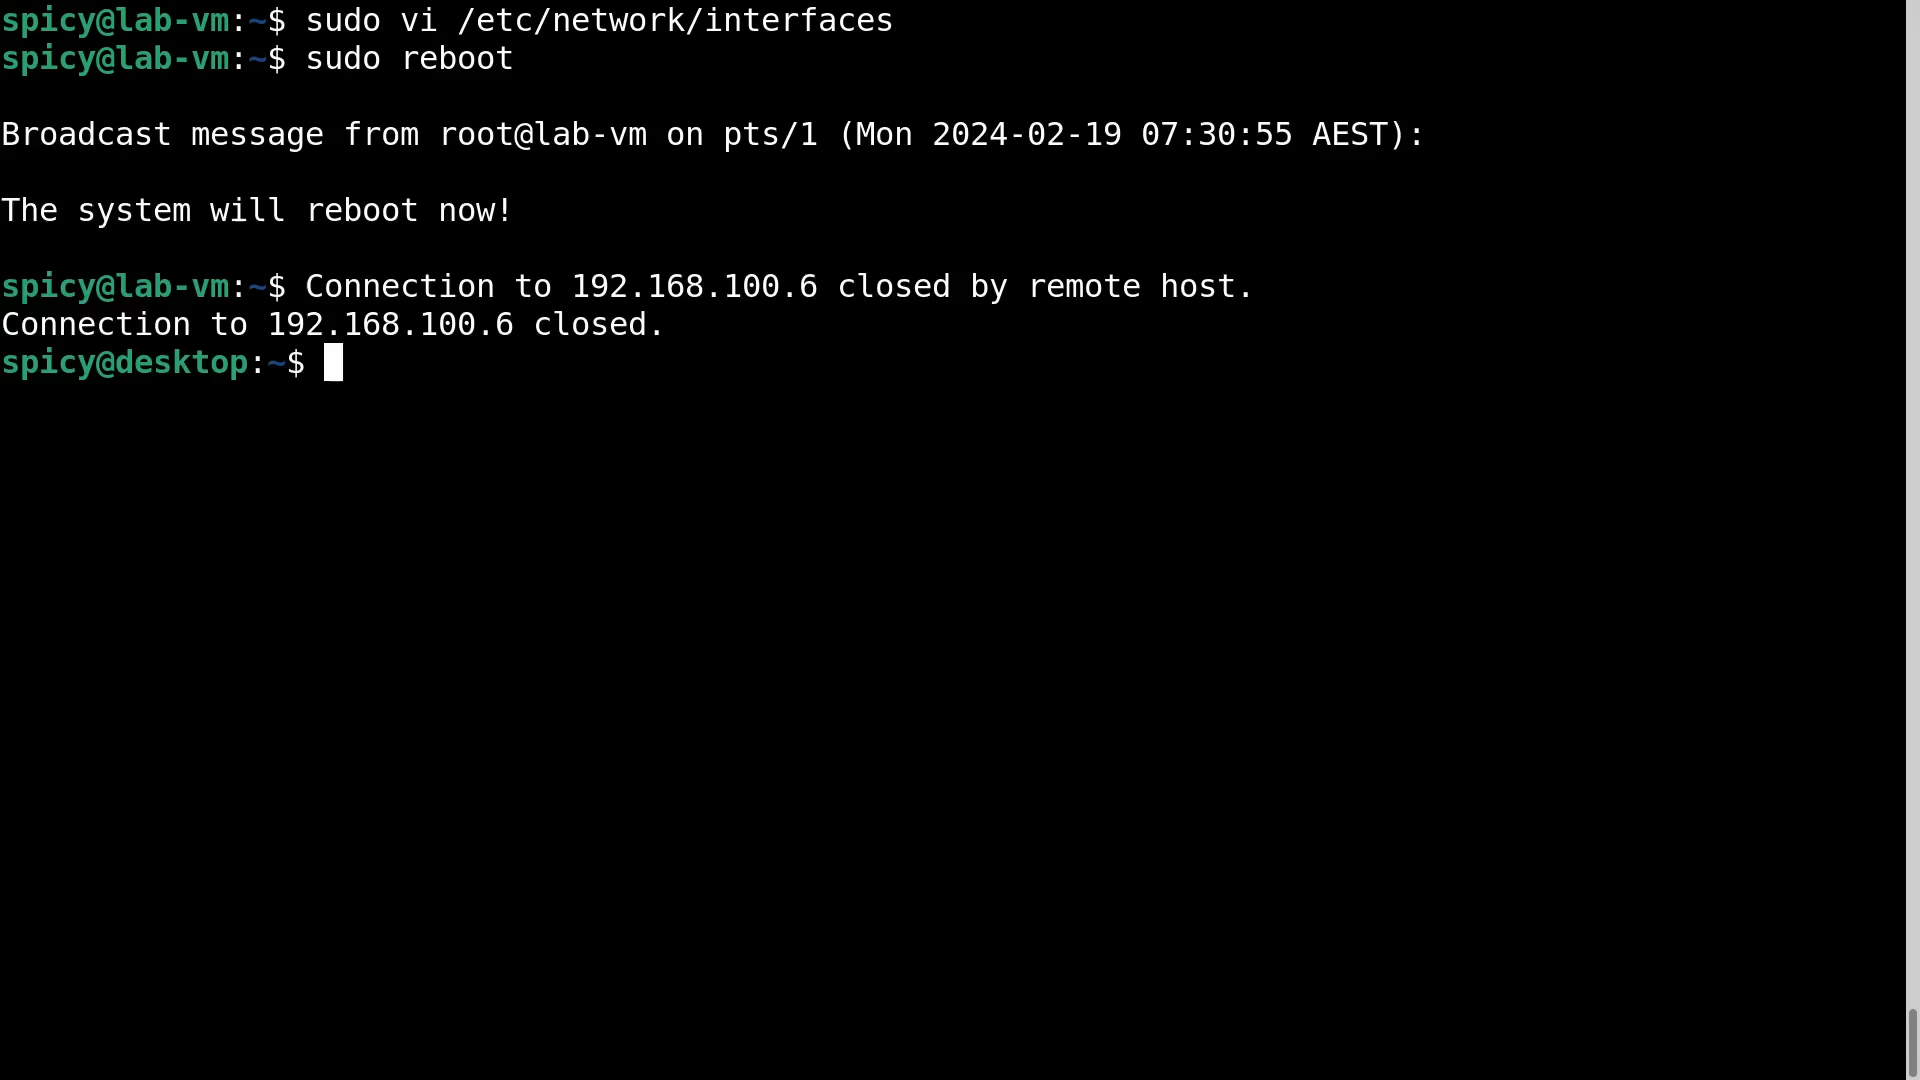 spicy@lab-vm:~$ sudo vi /etc/network/interfaces
spicy@lab-vm:~$ sudo reboot
Broadcast message from root@lab-vm on pts/1 (Mon 2024-02-19 07:30:55 AEST):
The system will reboot now!
spicy@lab-vm:~$ Connection to 192.168.100.6 closed by remote host.
Connection to 192.168.100.6 closed.
spicy@desktop:~$